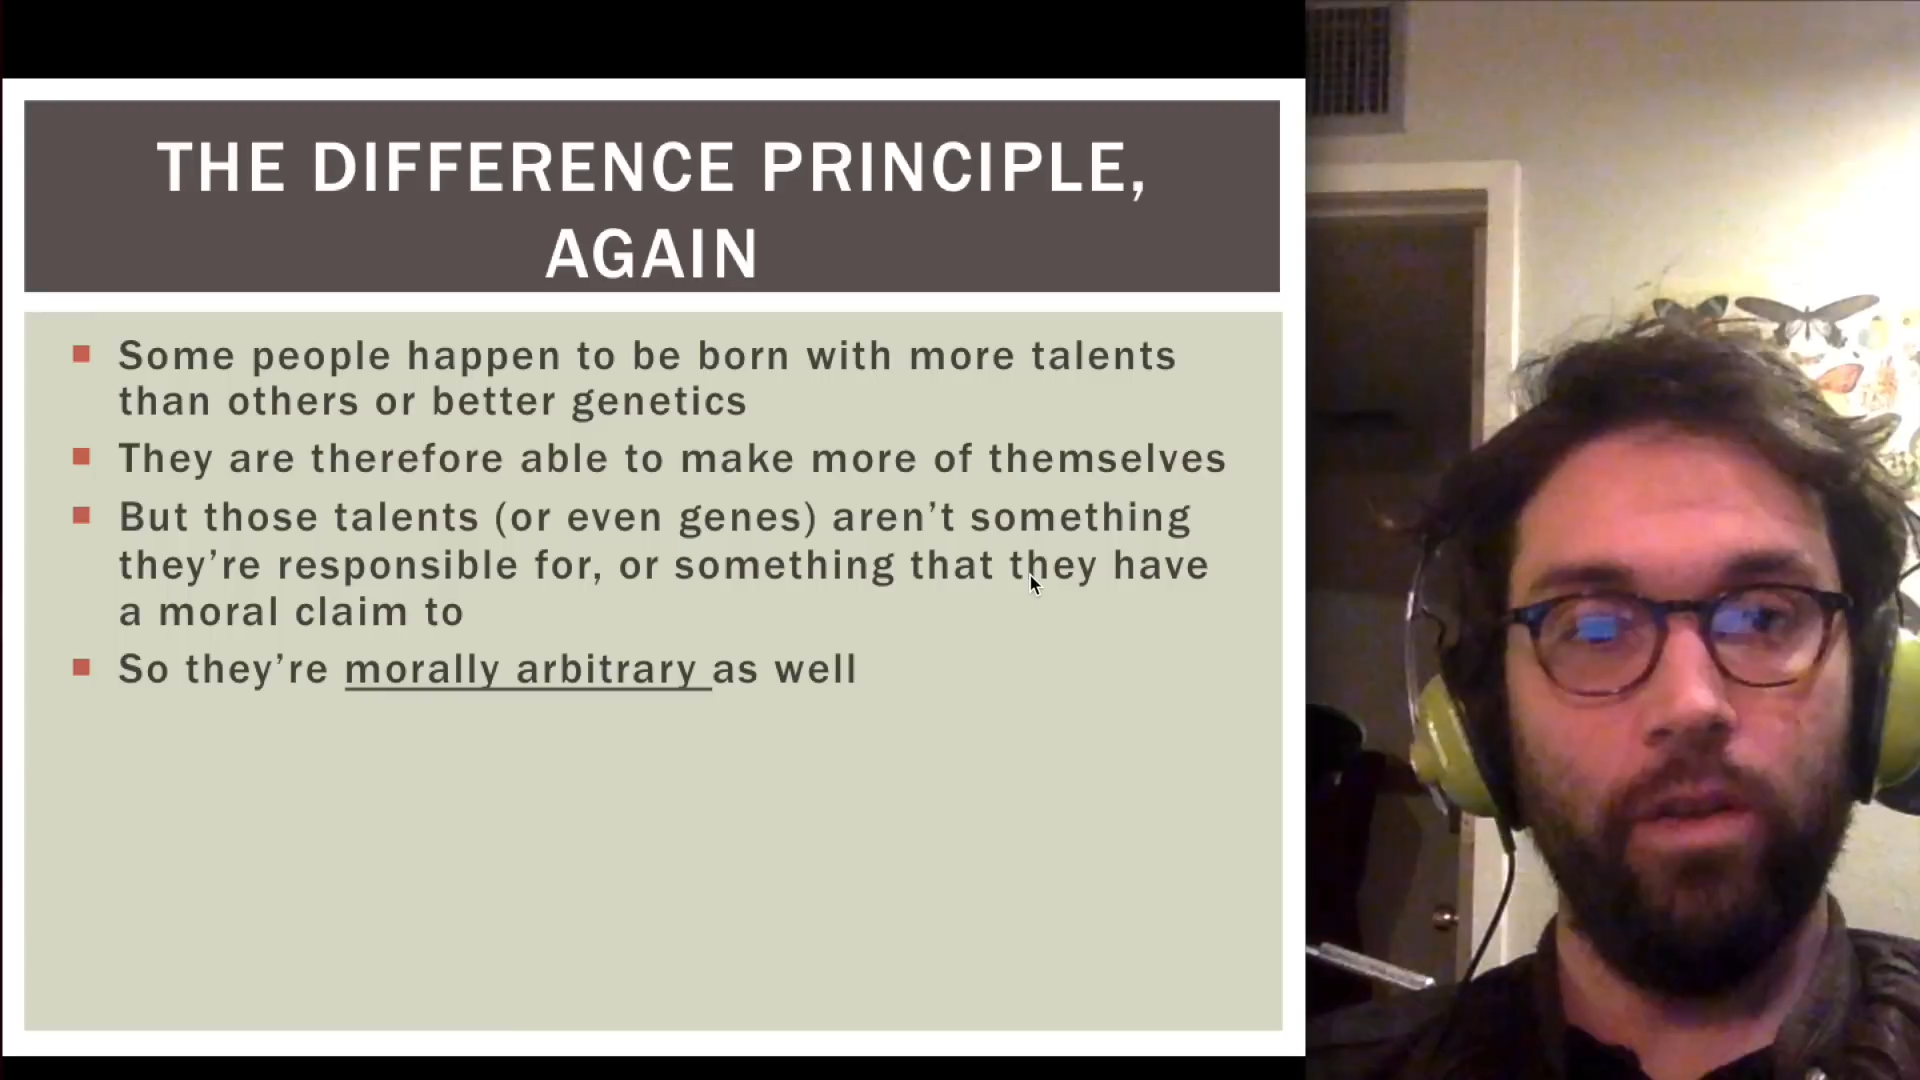 THE DIFFERENCE PRINCIPLE,
AGAIN
Some people happen to be born with more talents
than others or better genetics
They are therefore able to make more of themselves
But those talents (or even genes) aren’t something
they’re responsible for, or something that they have
a moral claim to
So they’re morally arbitrary as well